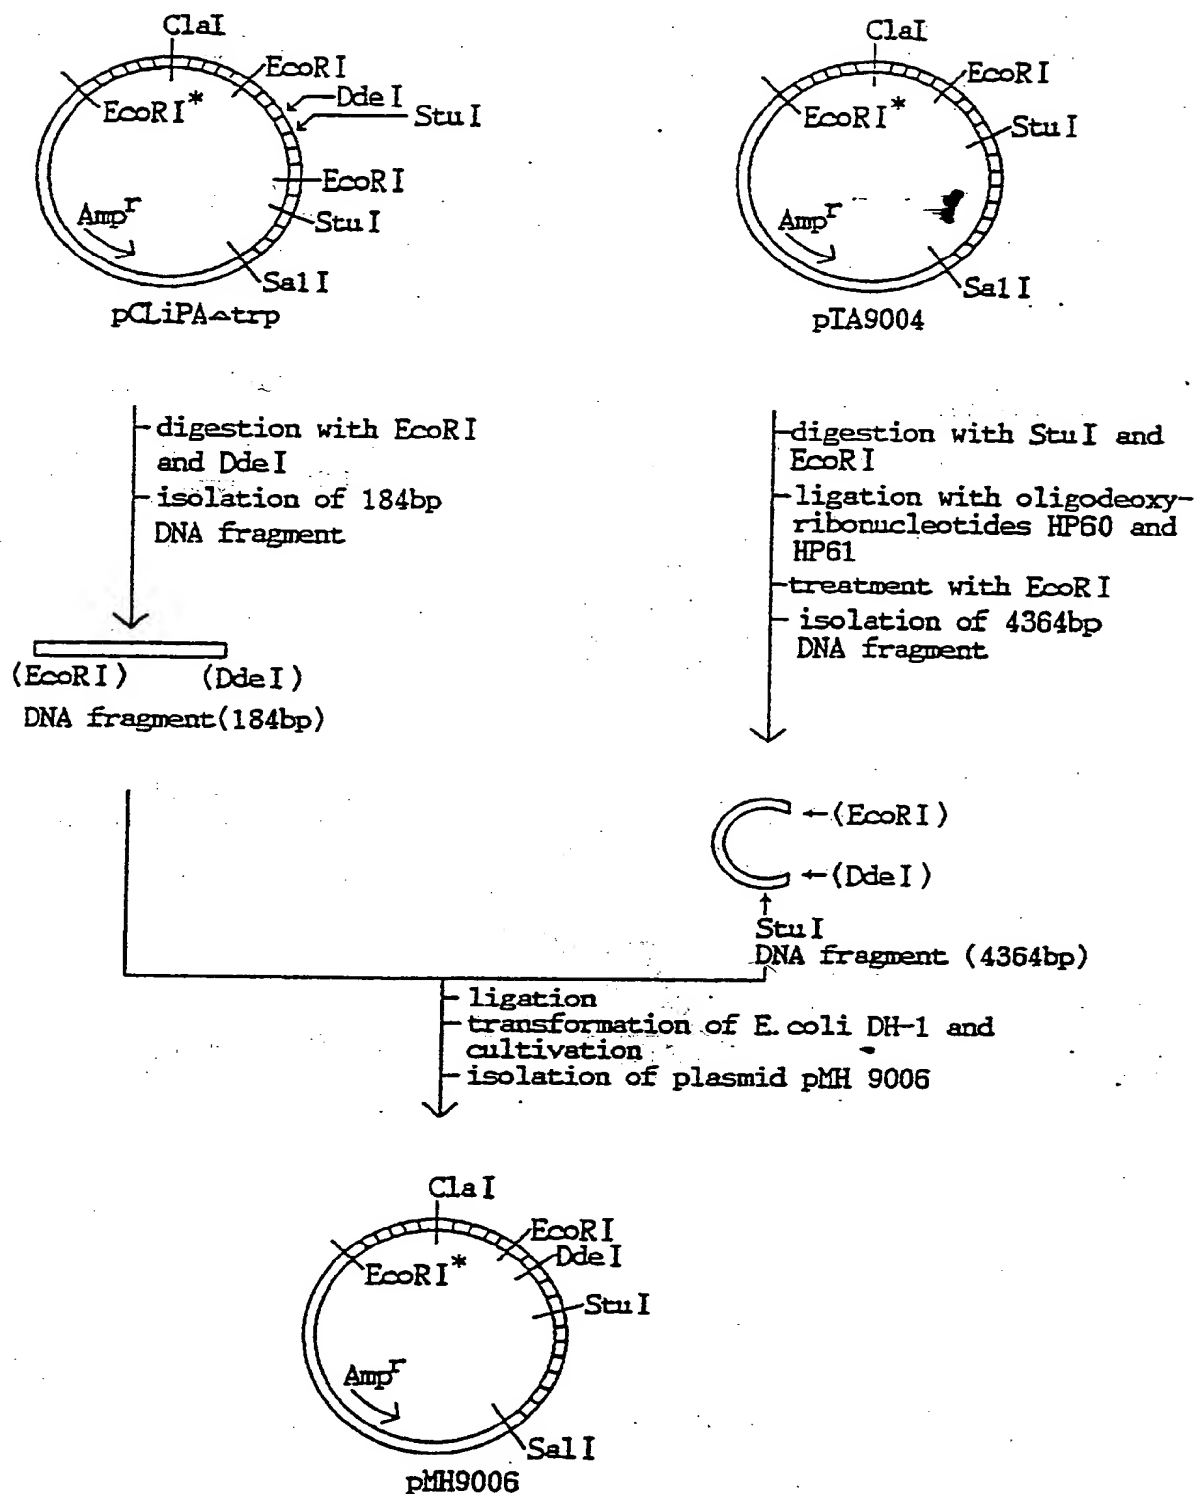 ClaI
EcoRI
DdeI
StuI
EcoRI*
EcoRI
StuI
Ampr
SalI
pCLiPA△trp
ClaI
EcoRI
EcoRI*
StuI
Ampr
SalI
pTA9004
digestion with EcoRI
and DdeI
isolation of 184bp
DNA fragment
(EcoRI) (DdeI)
DNA fragment(184bp)
digestion with StuI and
EcoRI
ligation with oligodeoxy-
ribonucleotides HP60 and
HP61
treatment with EcoRI
isolation of 4364bp
DNA fragment
←(EcoRI)
←(DdeI)
↑
StuI
DNA fragment (4364bp)
ligation
transformation of E.coli DH-1 and
cultivation
isolation of plasmid pMH 9006
ClaI
EcoRI
DdeI
EcoRI*
StuI
Ampr
SalI
pMH9006